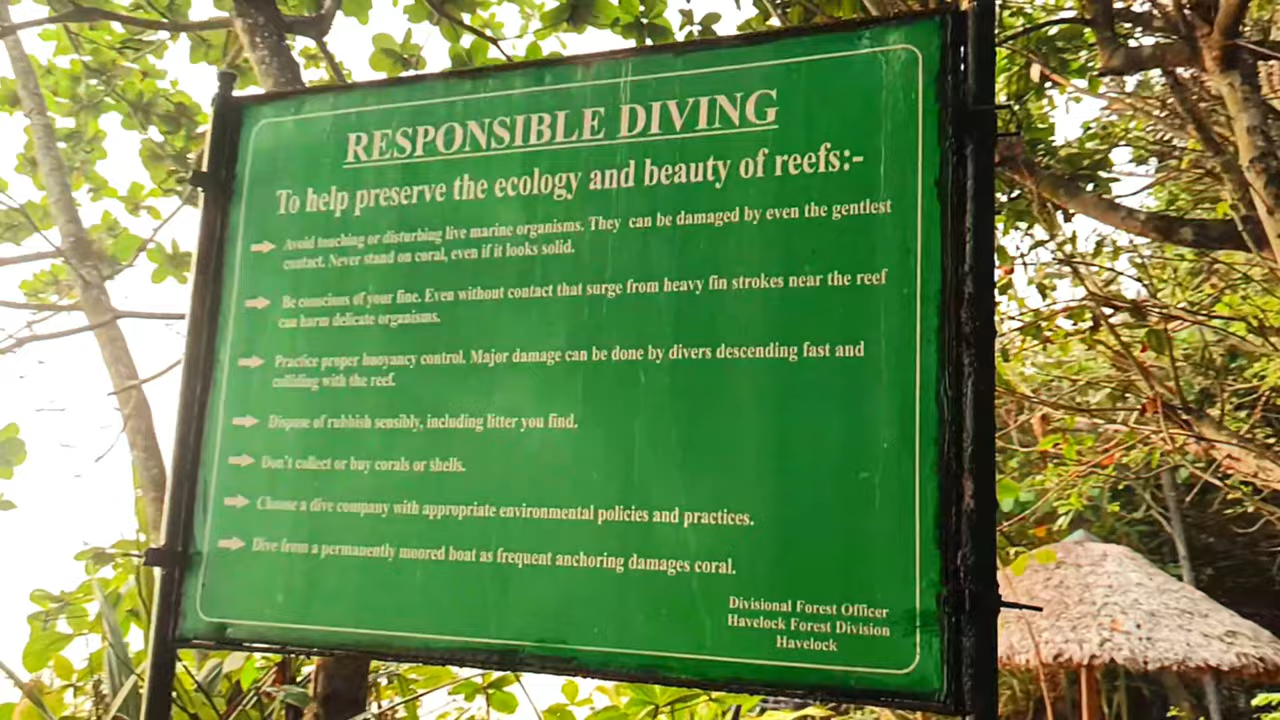 RESPONSIBLE DIVING
To help preserve the ecology and beauty of reefs:-
Avoid touching or disturbing live marine organisms. They can be damaged by even the gentlest
contact. Never stand on coral, even if it looks solid.
Be conscious of your fine. Even without contact that surge from heavy fin strokes near the reef
can harm delicate organisms.
Practice proper buoyancy control. Major damage can be done by divers descending fast and
colliding with the reef.
Dispose of rubbish sensibly, including litter you find.
Don't collect or buy corals or shells.
Choose a dive company with appropriate environmental policies and practices.
Dive from a permanently moored boat as frequent anchoring damages coral.
Divisional Forest Officer
Havelock Forest Division
Havelock